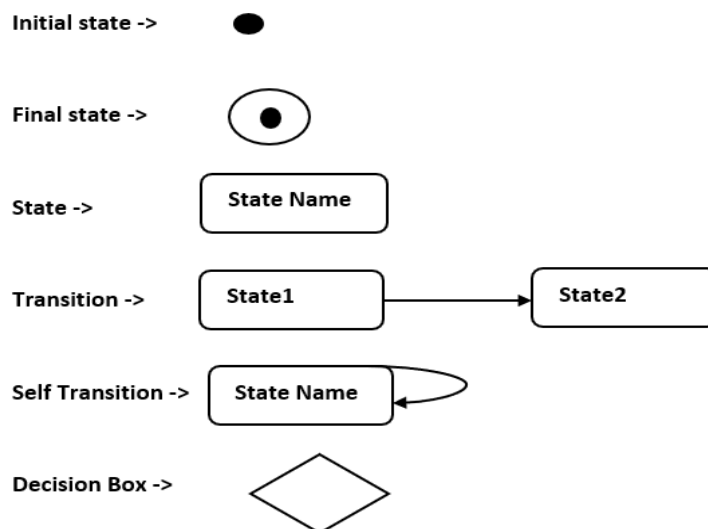 Initial state ->
Final state ->
State ->
State Name
Transition ->
State1
State2
Self Transition ->
State Name
Decision Box ->